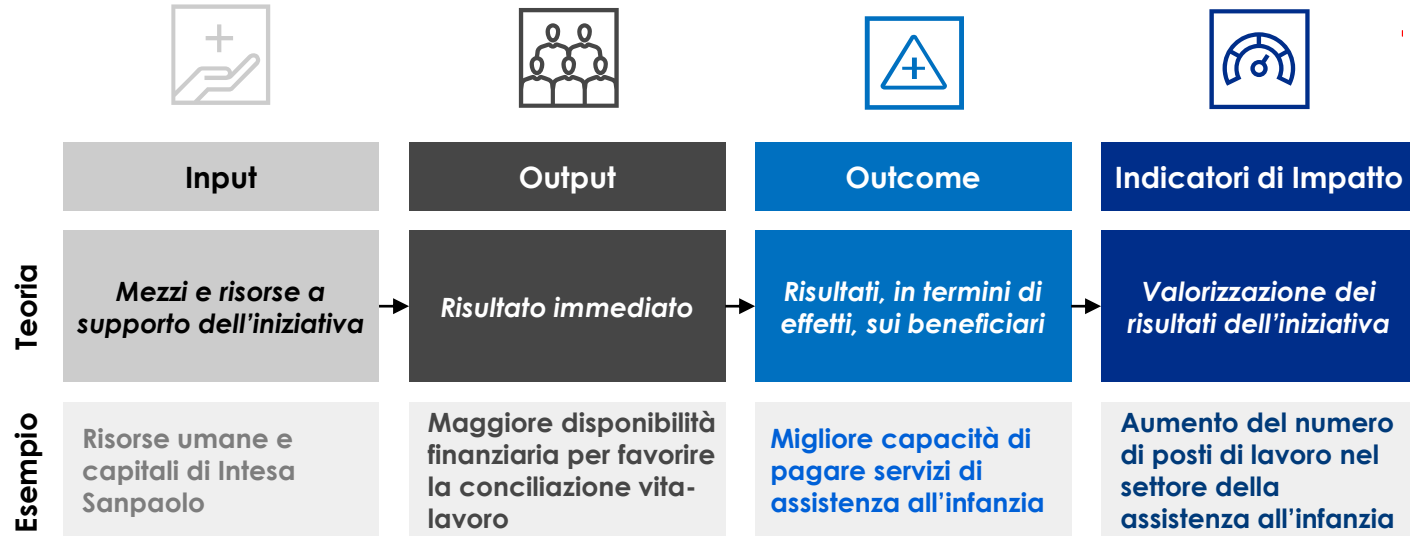 Input
Output
Outcome
Indicatori di Impatto
Teoria
Mezzi e risorse a
supporto dell’iniziativa
Risultato immediato
Risultati, in termini di
effetti, sui beneficiari
Valorizzazione dei
risultati dell’iniziativa
Esempio
Risorse umane e
capitali di Intesa
Sanpaolo
Maggiore disponibilità
finanziaria per favorire
la conciliazione vita-
lavoro
Migliore capacità di
pagare servizi di
assistenza all’infanzia
Aumento del numero
di posti di lavoro nel
settore della
assistenza all’infanzia